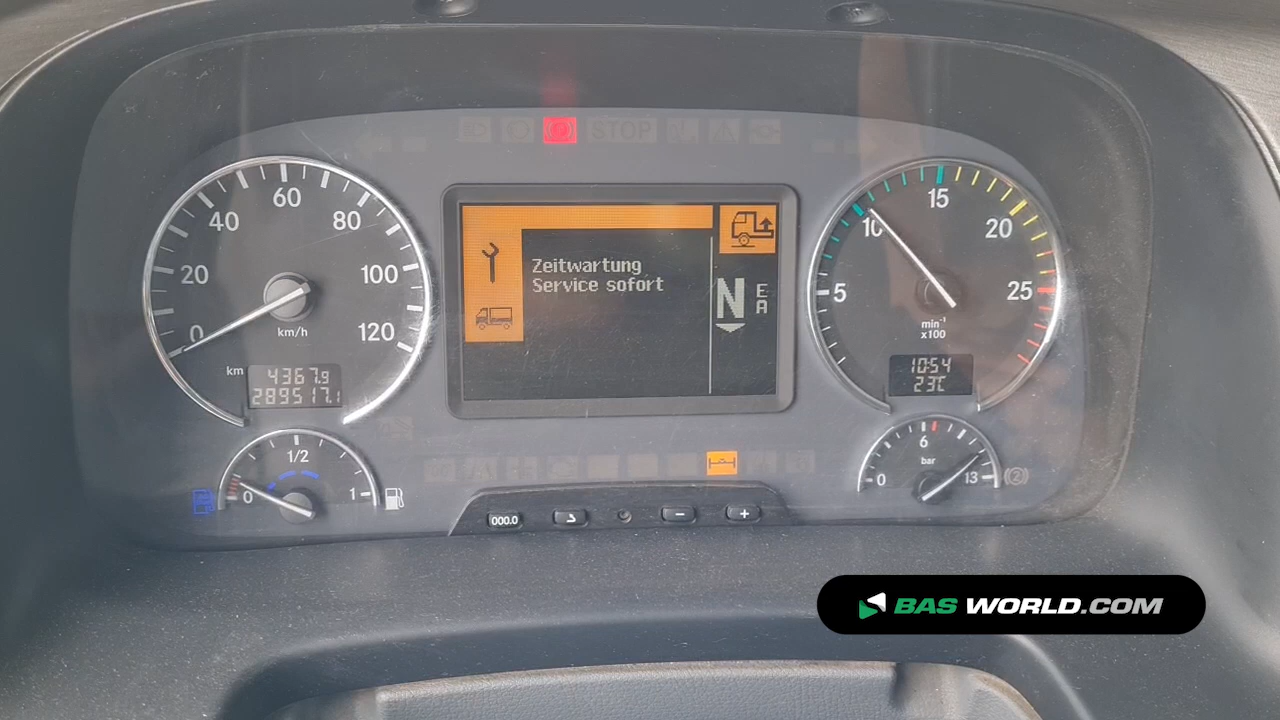 STOP
0
20
40
60
80
100
120
km/h
km
4367.9
289517.1
Zeitwartung
Service sofort
N
E
A
5
10
15
20
25
min⁻¹
x100
10:54
23°C
0
1/2
1
000.0
−
+
0
6
13
bar
2
BAS WORLD.COM